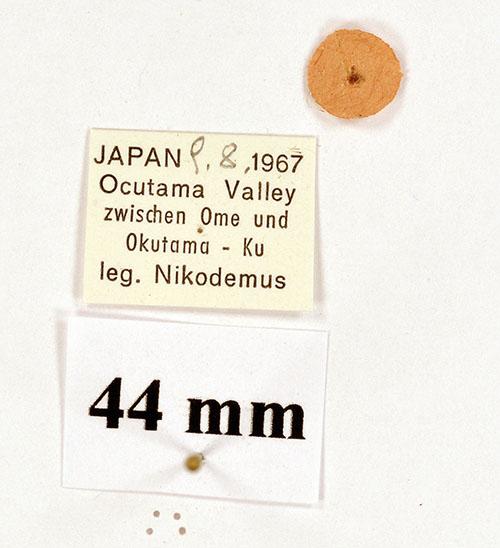 JAPAN 9.8,1967
Ocutama Valley
zwischen Ome und
Okutama - Ku
leg. Nikodemus
44 mm